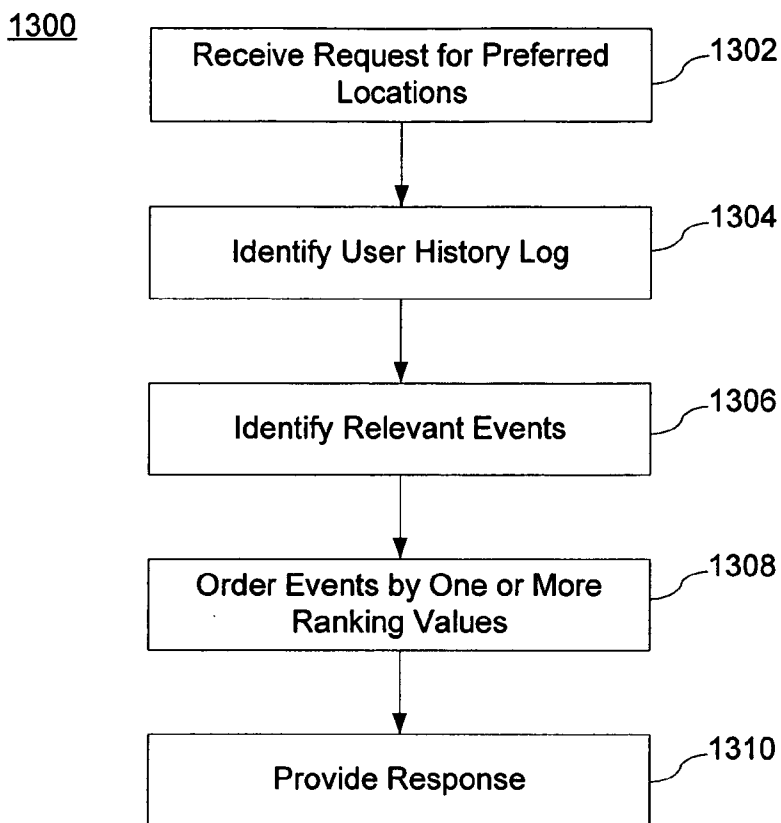 1300
Receive Request for Preferred
Locations
1302
Identify User History Log
1304
Identify Relevant Events
1306
Order Events by One or More
Ranking Values
1308
Provide Response
1310